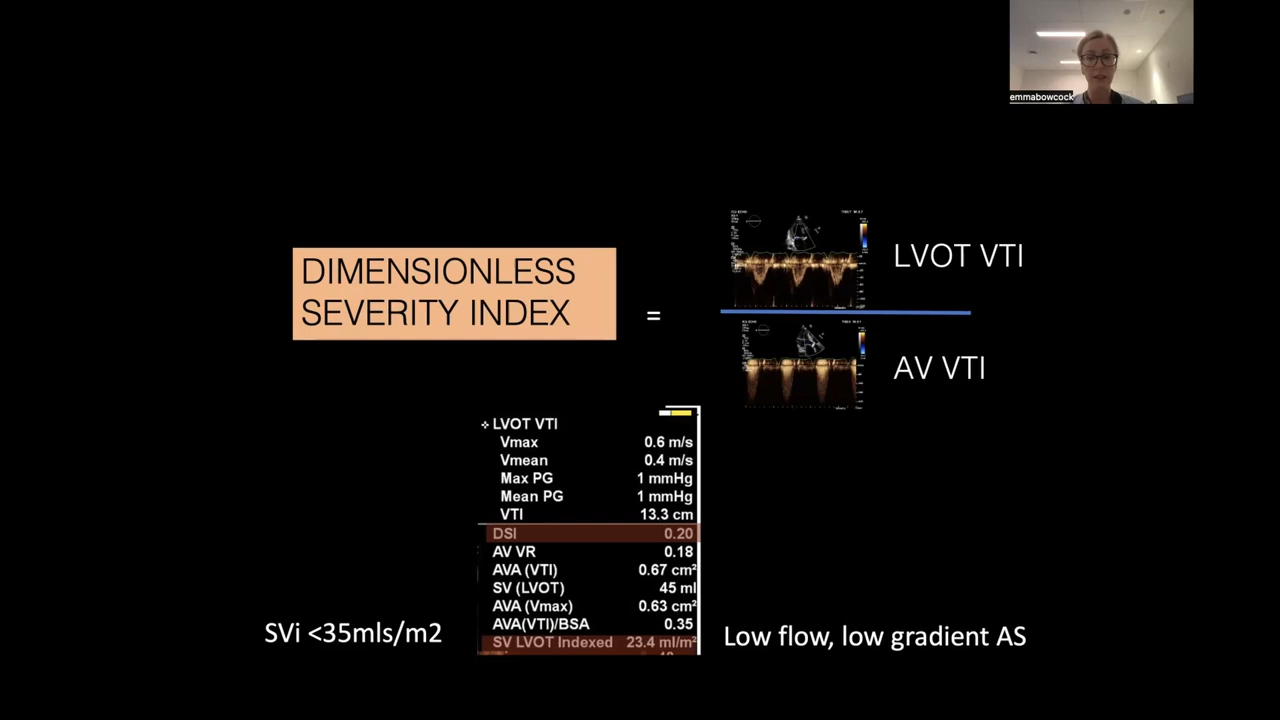 emmabowcock
DIMENSIONLESS
SEVERITY INDEX
=
LVOT VTI
AV VTI
LVOT VTI
Vmax 0.6 m/s
Vmean 0.4 m/s
Max PG 1 mmHg
Mean PG 1 mmHg
VTI 13.3 cm
DSI 0.20
AV VR 0.18
AVA (VTI) 0.67 cm²
SV (LVOT) 45 ml
AVA (Vmax) 0.63 cm²
AVA(VTI)/BSA 0.35
SV LVOT Indexed 23.4 ml/m²
SVi <35mls/m2
Low flow, low gradient AS